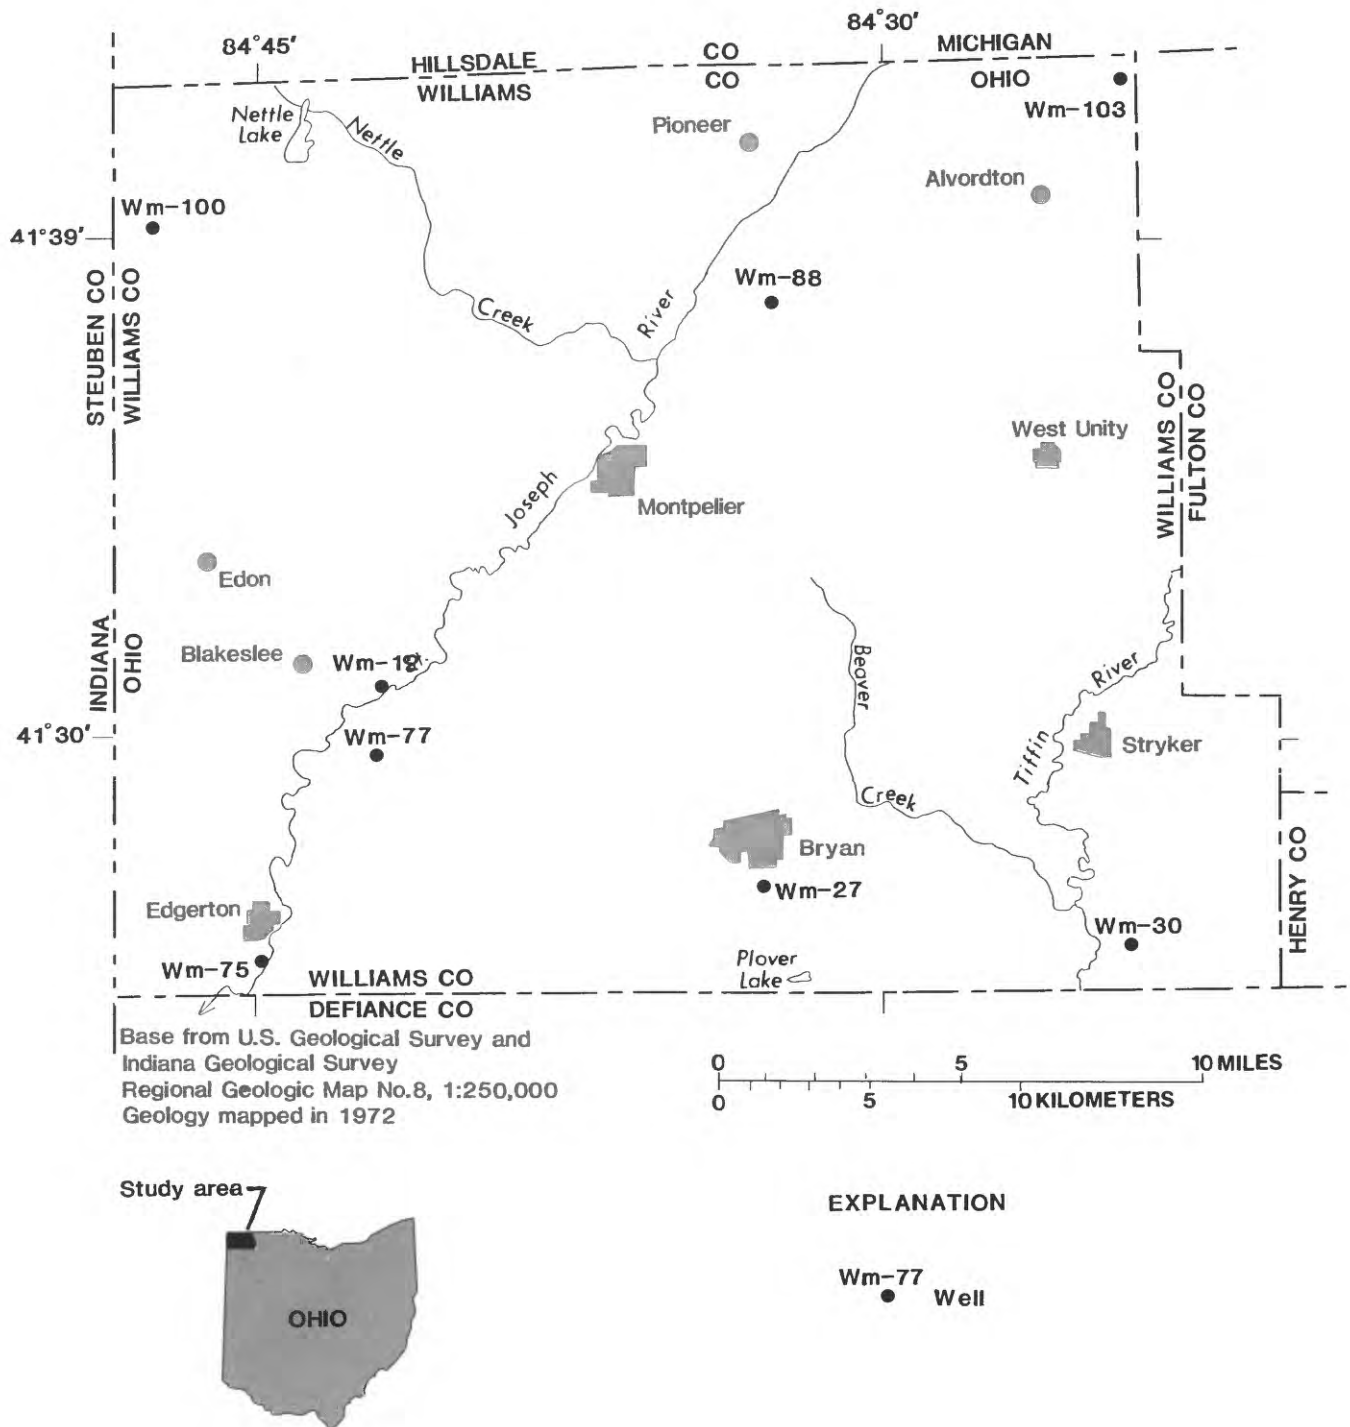 84°45'
84°30'
HILLSDALE CO
MICHIGAN
WILLIAMS CO
OHIO
Wm-103
Nettle
Lake
Nettle
Creek
Pioneer
Alvordton
Wm-100
41°39'
STEUBEN CO
WILLIAMS CO
Wm-88
River
WILLIAMS CO
FULTON CO
West Unity
Joseph
Montpelier
Edon
INDIANA
OHIO
Blakeslee
St.
Beaver
Creek
River
Tiffin
41°30'
Wm-77
Stryker
Bryan
Wm-27
HENRY CO
Edgerton
Wm-30
Wm-75
Plover
Lake
WILLIAMS CO
DEFIANCE CO
Base from U.S. Geological Survey and
Indiana Geological Survey
Regional Geologic Map No.8, 1:250,000
Geology mapped in 1972
0 5 10 MILES
0 5 10 KILOMETERS
Study area
OHIO
EXPLANATION
Wm-77
Well